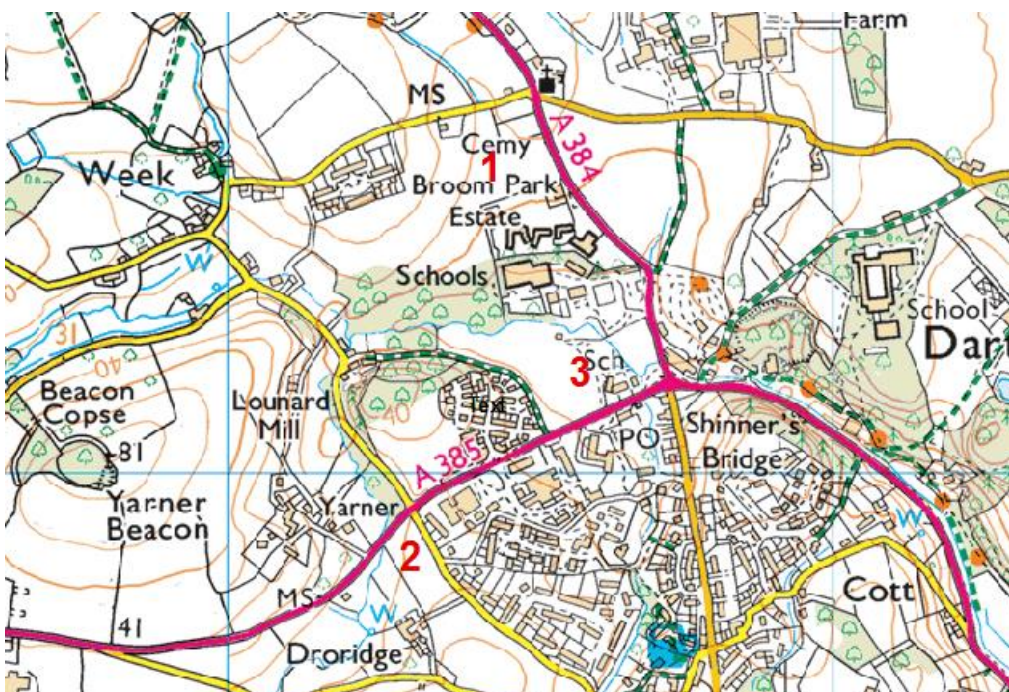 Farm
MS
Cemy
A 384
1
Week
Broom Park
Estate
Schools
School
W
Dart
31
40
3
Sch
Beacon
Copse
Lounard
Mill
40
Text
81
A 385
PO
Shinner's
Bridge
Yarner
Beacon
Yarner
W
2
MS
W
41
Cott
Droridge